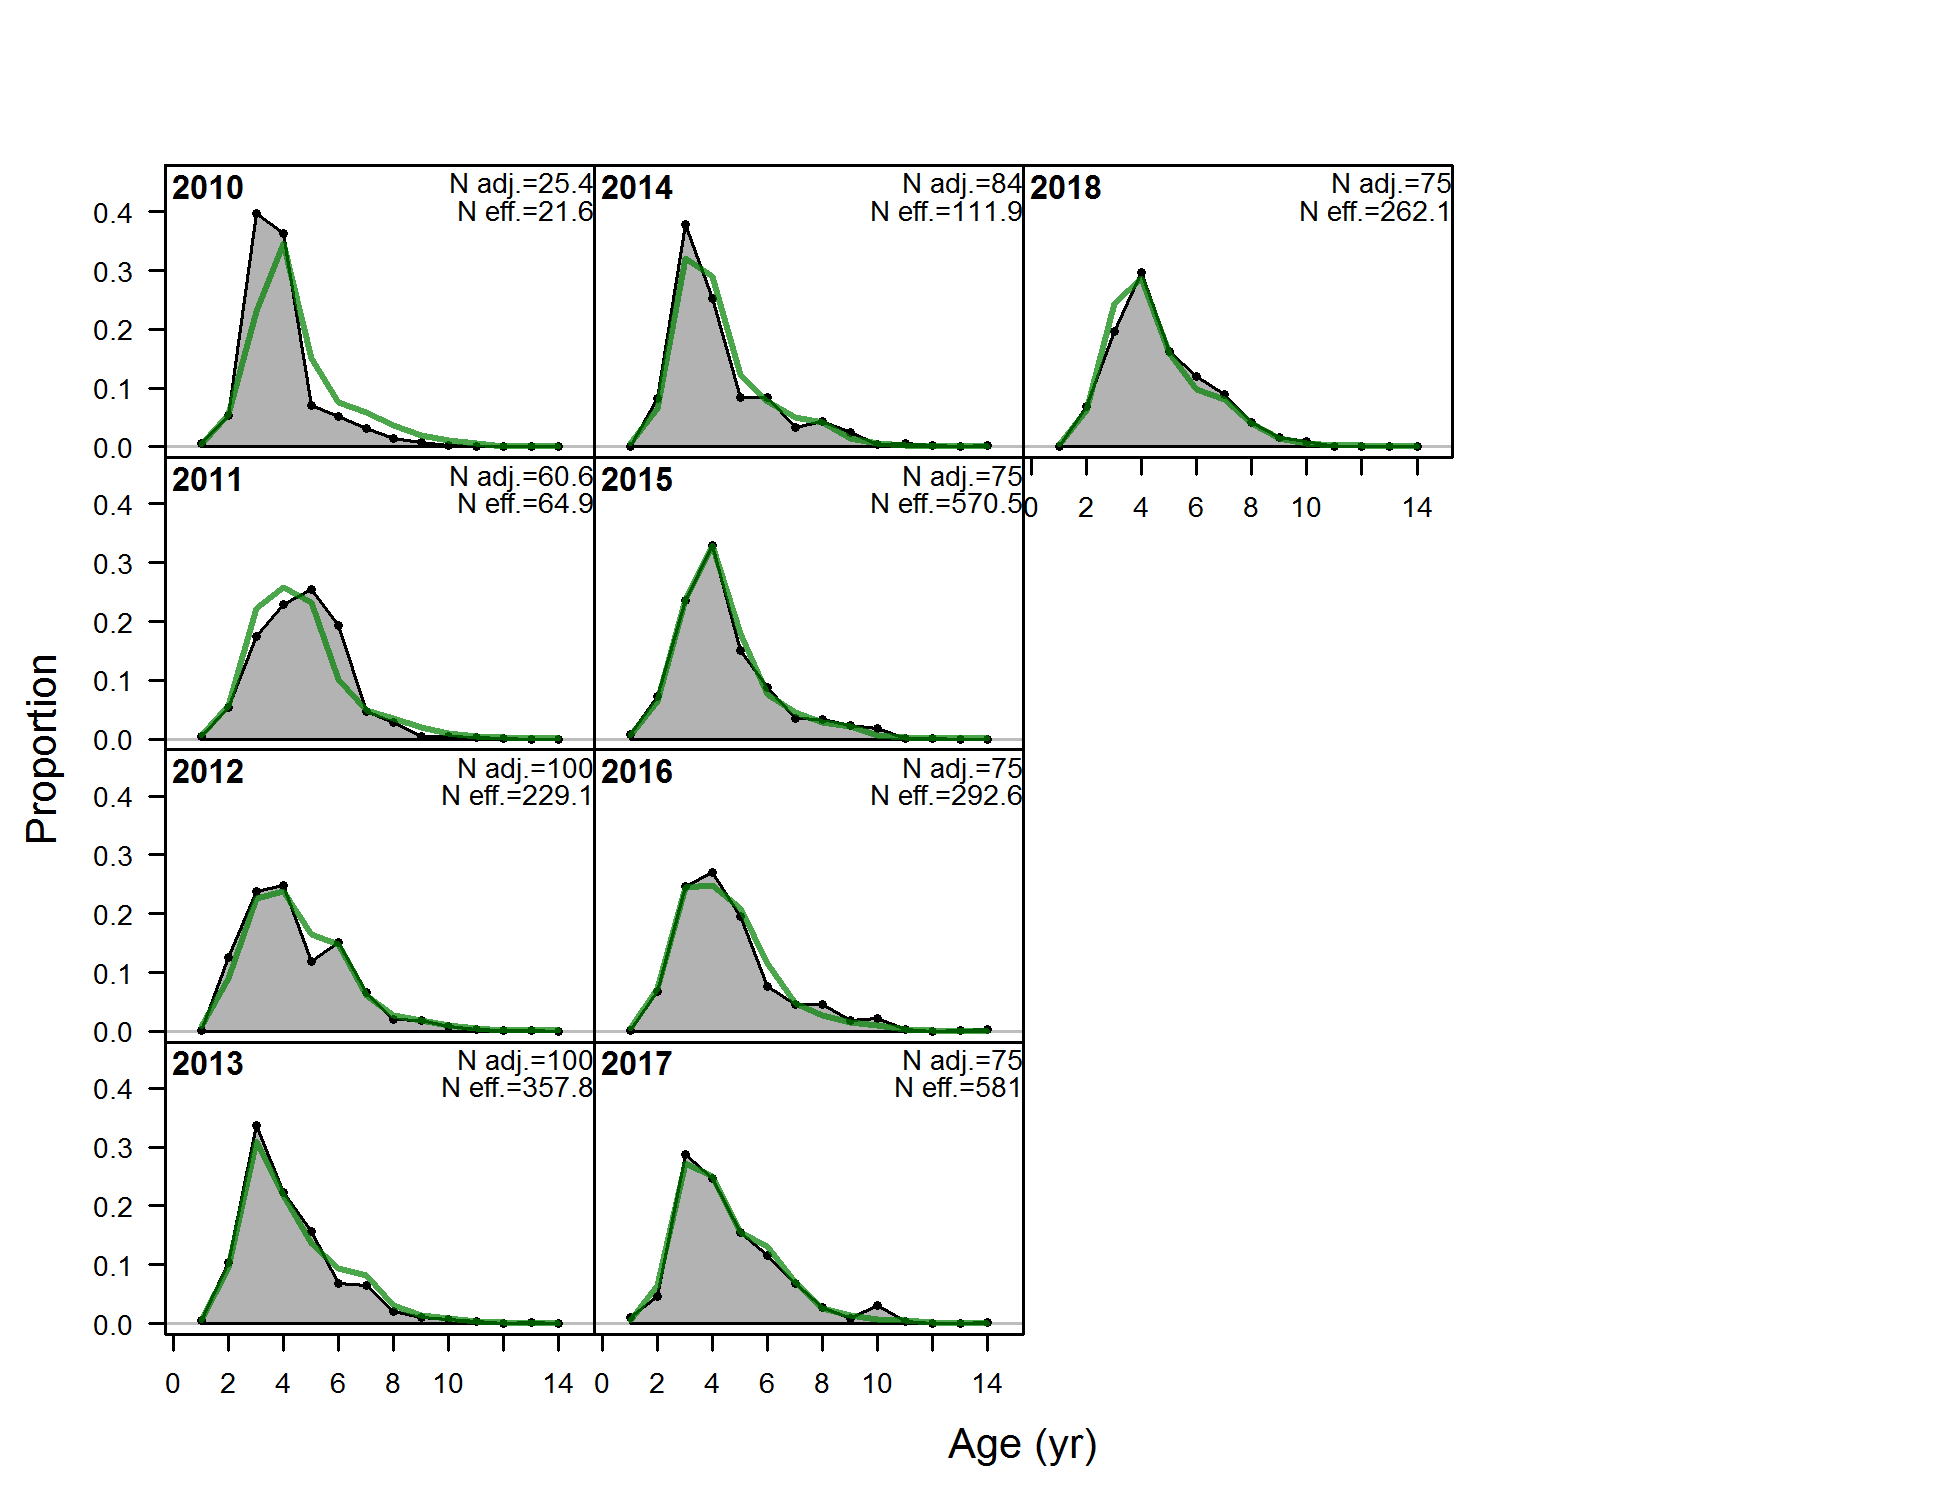 2010
N adj.=25.4
N eff.=21.6
2014
N adj.=84
N eff.=111.9
2018
N adj.=75
N eff.=262.1
0.4
0.3
0.2
0.1
0.0
0 2 4 6 8 10 14
2011
N adj.=60.6
N eff.=64.9
2015
N adj.=75
N eff.=570.5
0.4
0.3
0.2
0.1
0.0
2012
N adj.=100
N eff.=229.1
2016
N adj.=75
N eff.=292.6
0.4
0.3
0.2
0.1
0.0
2013
N adj.=100
N eff.=357.8
2017
N adj.=75
N eff.=581
0.4
0.3
0.2
0.1
0.0
0 2 4 6 8 10 14
0 2 4 6 8 10 14
Proportion
Age (yr)